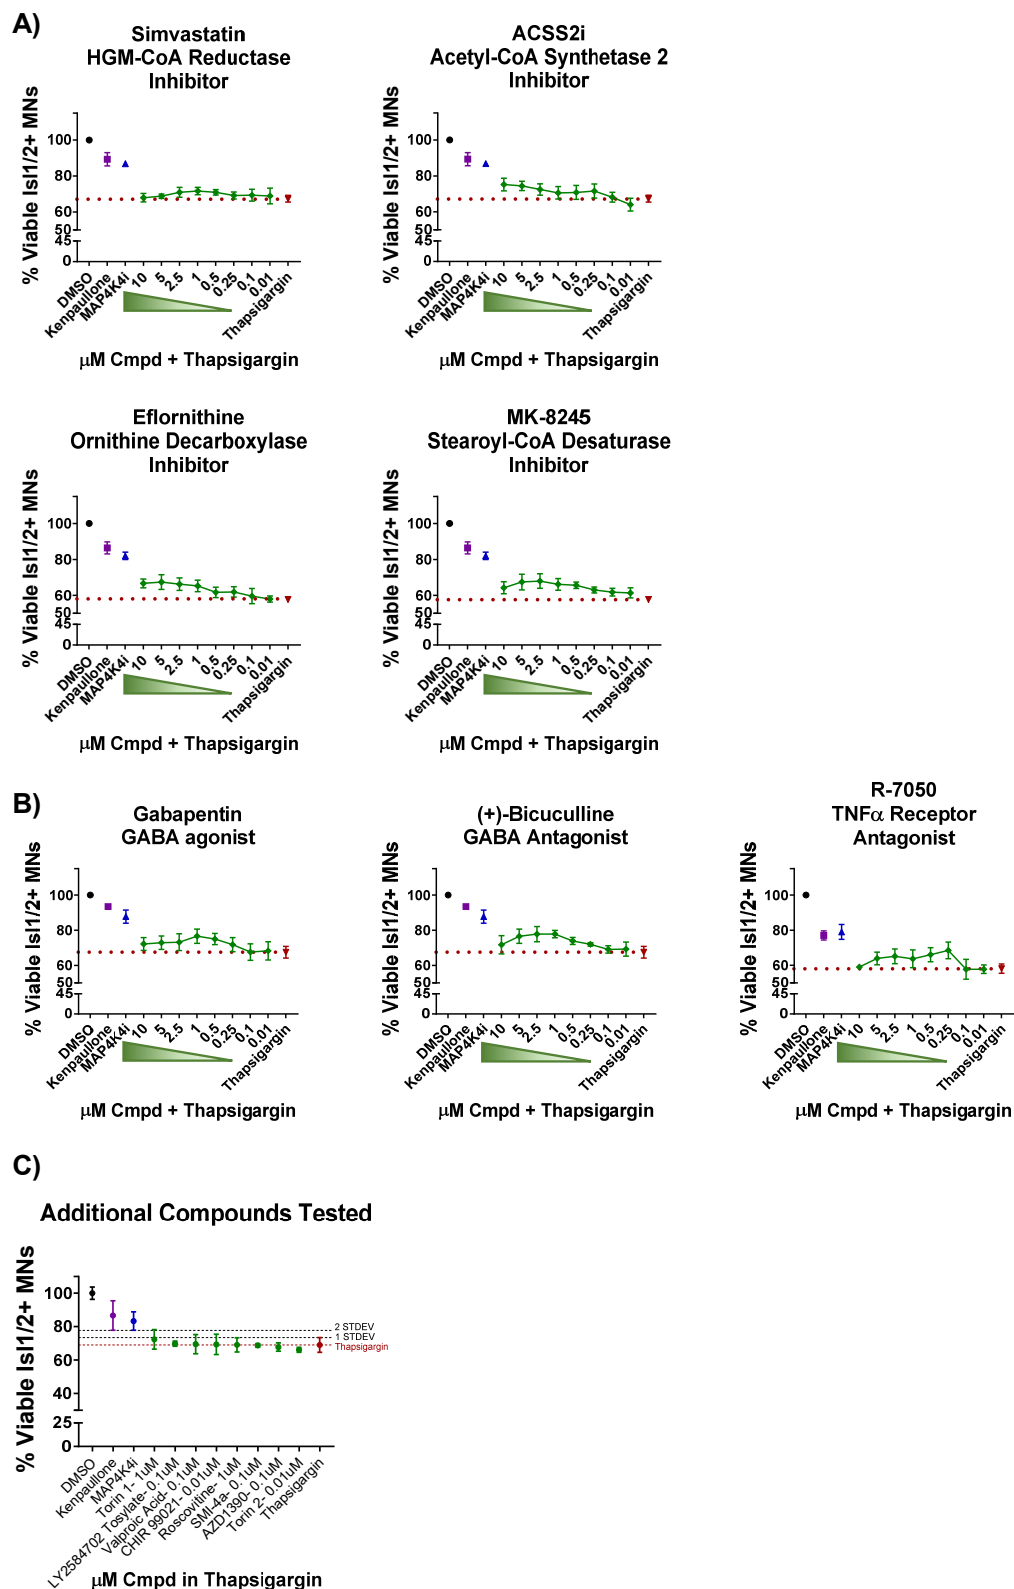 A)
Simvastatin
HGM-CoA Reductase
Inhibitor
% Viable Isl1/2+ MNs
100
80
60
50
45
0
DMSO
Kenpaullone
MAP4K4i
10
5
2.5
1
0.5
0.25
0.1
0.01
Thapsigargin
µM Cmpd + Thapsigargin
ACSS2i
Acetyl-CoA Synthetase 2
Inhibitor
% Viable Isl1/2+ MNs
100
80
60
50
45
0
DMSO
Kenpaullone
MAP4K4i
10
5
2.5
1
0.5
0.25
0.1
0.01
Thapsigargin
µM Cmpd + Thapsigargin
Eflornithine
Ornithine Decarboxylase
Inhibitor
% Viable Isl1/2+ MNs
100
80
60
50
45
0
DMSO
Kenpaullone
MAP4K4i
10
5
2.5
1
0.5
0.25
0.1
0.01
Thapsigargin
µM Cmpd + Thapsigargin
MK-8245
Stearoyl-CoA Desaturase
Inhibitor
% Viable Isl1/2+ MNs
100
80
60
50
45
0
DMSO
Kenpaullone
MAP4K4i
10
5
2.5
1
0.5
0.25
0.1
0.01
Thapsigargin
µM Cmpd + Thapsigargin
B)
Gabapentin
GABA agonist
% Viable Isl1/2+ MNs
100
80
60
50
45
0
DMSO
Kenpaullone
MAP4K4i
10
5
2.5
1
0.5
0.25
0.1
0.01
Thapsigargin
µM Cmpd + Thapsigargin
(+)-Bicuculline
GABA Antagonist
% Viable Isl1/2+ MNs
100
80
60
50
45
0
DMSO
Kenpaullone
MAP4K4i
10
5
2.5
1
0.5
0.25
0.1
0.01
Thapsigargin
µM Cmpd + Thapsigargin
R-7050
TNFα Receptor
Antagonist
% Viable Isl1/2+ MNs
100
80
60
50
45
0
DMSO
Kenpaullone
MAP4K4i
10
5
2.5
1
0.5
0.25
0.1
0.01
Thapsigargin
µM Cmpd + Thapsigargin
C)
Additional Compounds Tested
% Viable Isl1/2+ MNs
100
80
60
40
25
0
2 STDEV
1 STDEV
Thapsigargin
DMSO
Kenpaullone
MAP4K4i
Torin 1- 1uM
LY2584702 Tosylate- 0.1uM
Valproic Acid- 0.1uM
CHIR 99021- 0.01uM
Roscovitine- 1uM
SMI-4a- 0.1uM
AZD1390- 0.1uM
Torin 2- 0.01uM
Thapsigargin
µM Cmpd in Thapsigargin